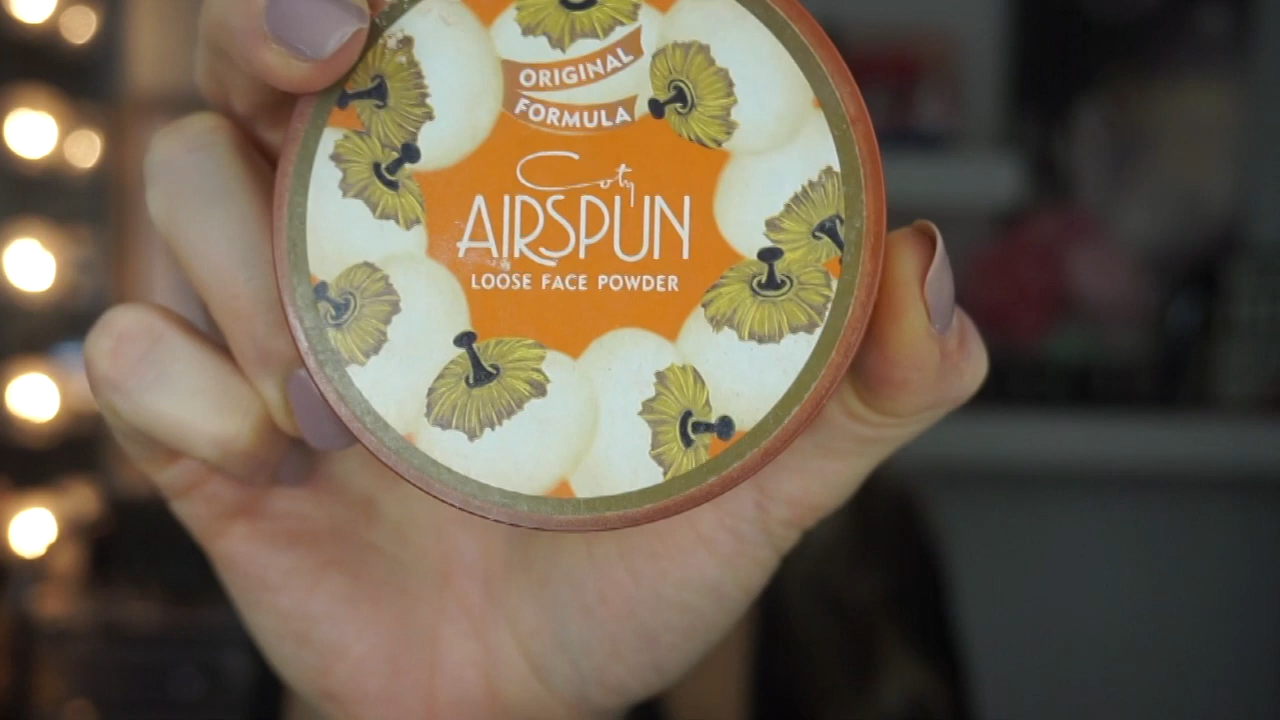 ORIGINAL
FORMULA
Coty
AIRSPUN
LOOSE FACE POWDER